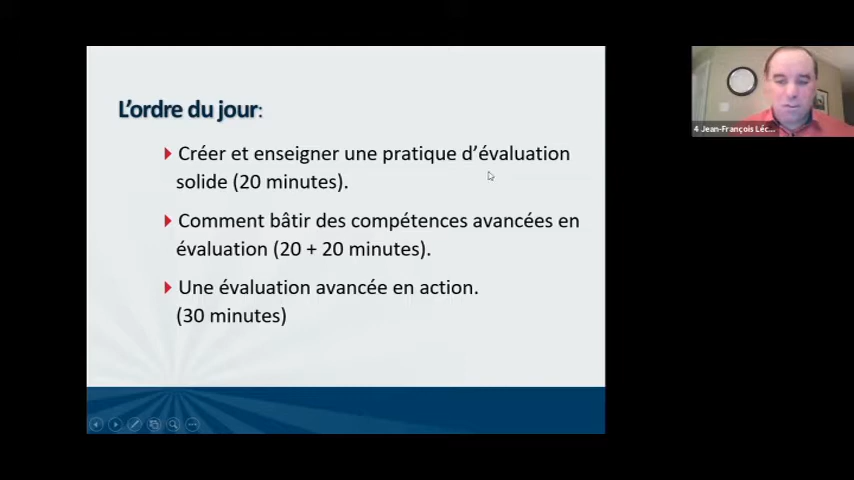 L'ordre du jour:
Créer et enseigner une pratique d'évaluation
solide (20 minutes).
Comment bâtir des compétences avancées en
évaluation (20 + 20 minutes).
Une évaluation avancée en action.
(30 minutes)
4 Jean-François Léc...